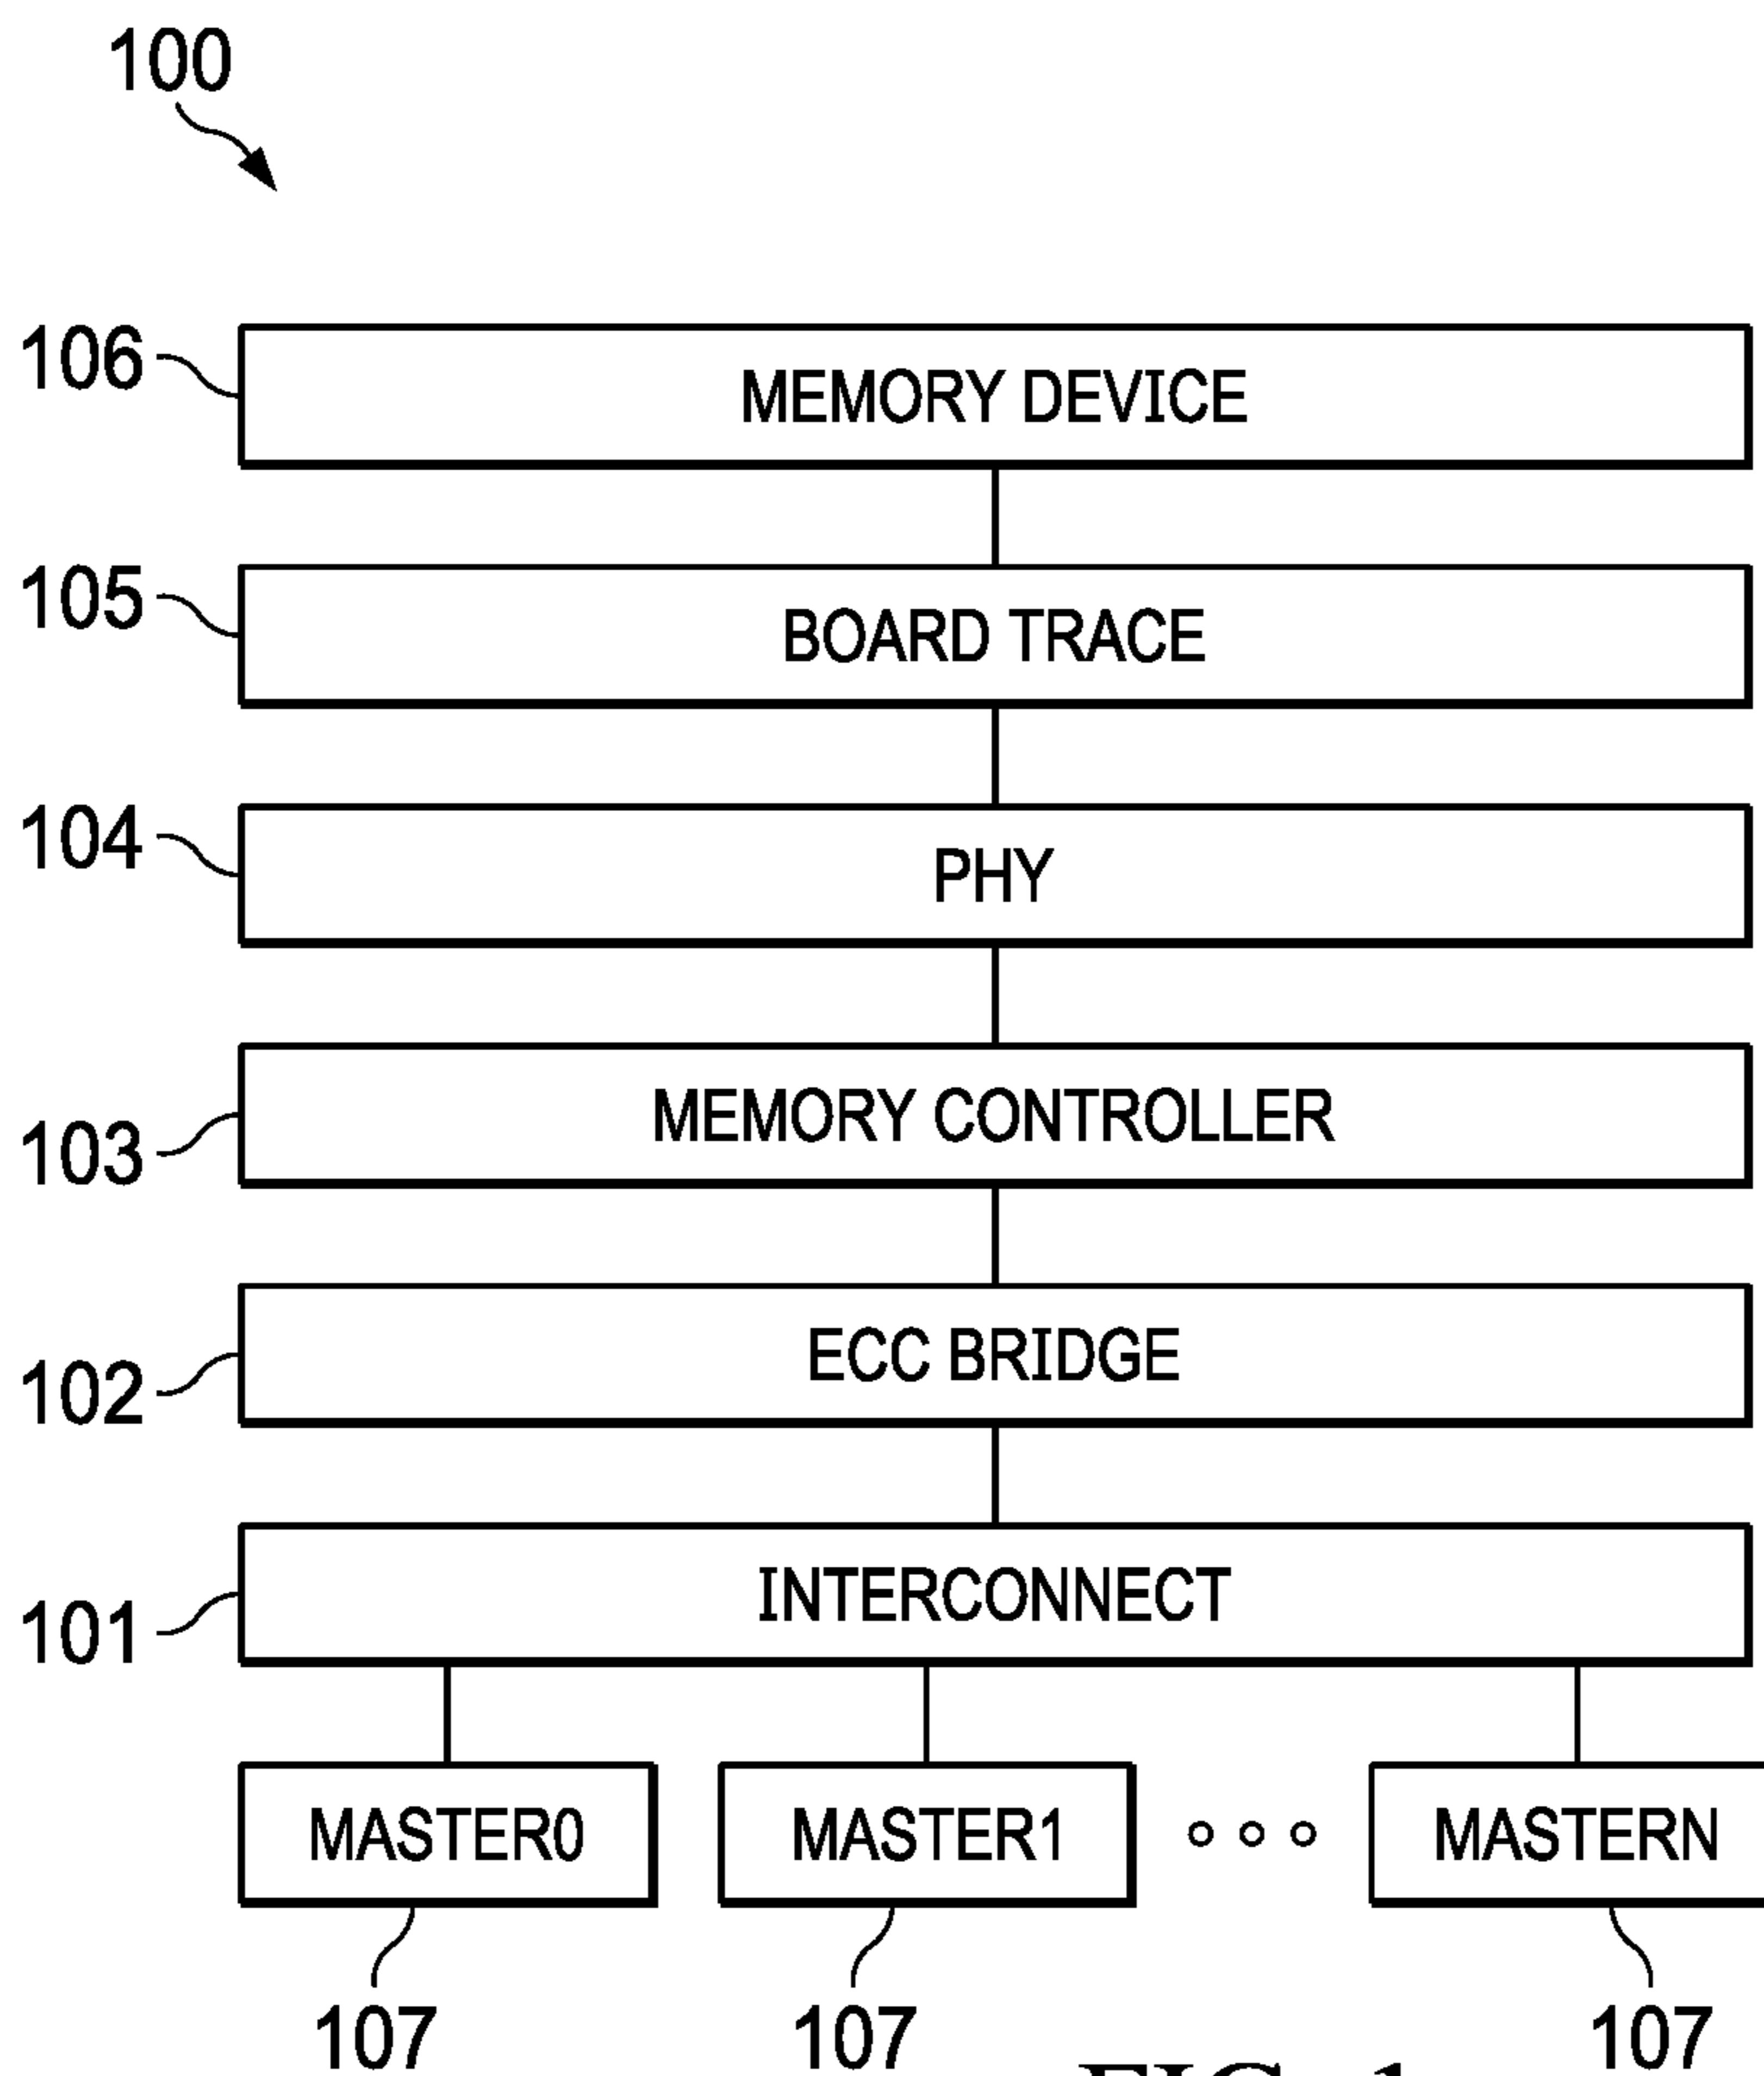 100
106 MEMORY DEVICE
105 BOARD TRACE
104 PHY
103 MEMORY CONTROLLER
102 ECC BRIDGE
101 INTERCONNECT
MASTER0 MASTER1 MASTERN
107 107 107